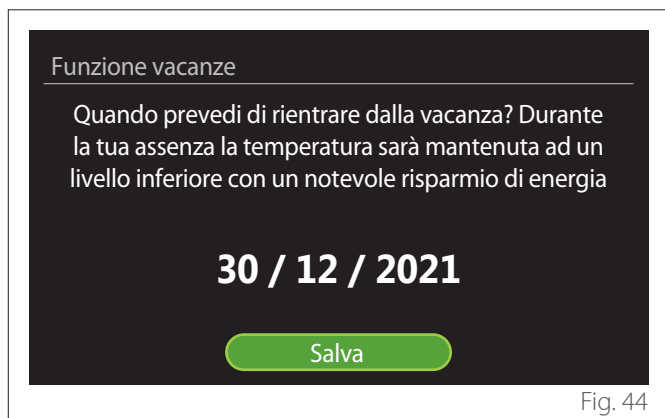 Funzione vacanze
Quando prevedi di rientrare dalla vacanza? Durante
la tua assenza la temperatura sarà mantenuta ad un
livello inferiore con un notevole risparmio di energia
30 / 12 / 2021
Salva
Fig. 44